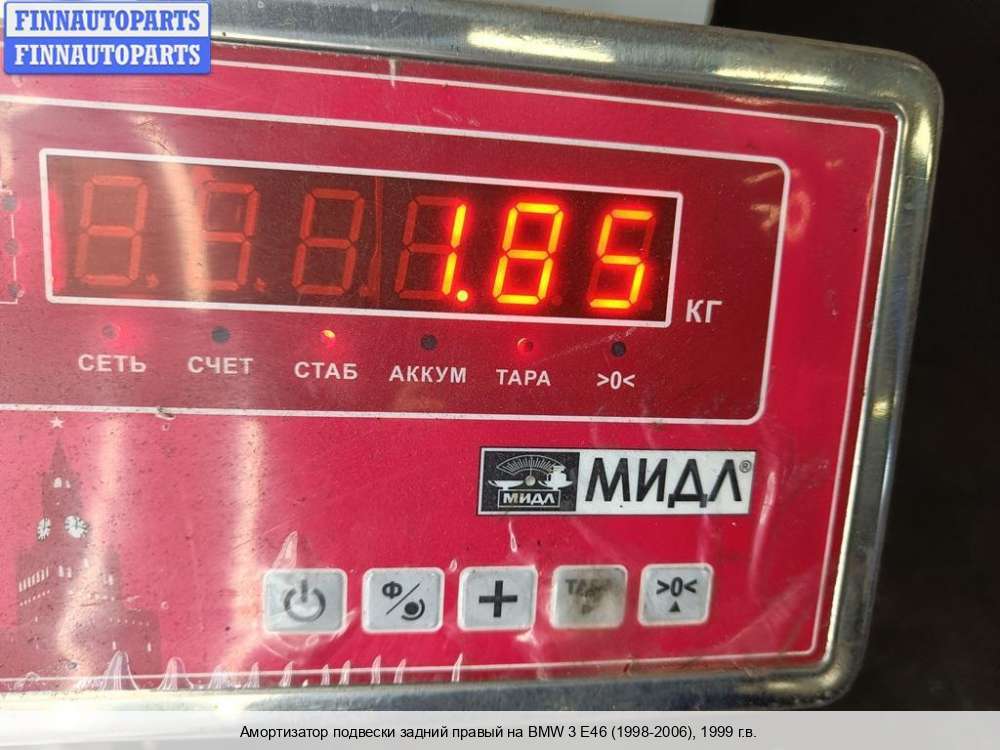 FINNAUTOPARTS
FINNAUTOPARTS
1.85
КГ
СЕТЬ СЧЕТ СТАБ АККУМ ТАРА >0<
МИДЛ МИДЛ®
Ф + ТАРА >0<
Амортизатор подвески задний правый на BMW 3 E46 (1998-2006), 1999 г.в.